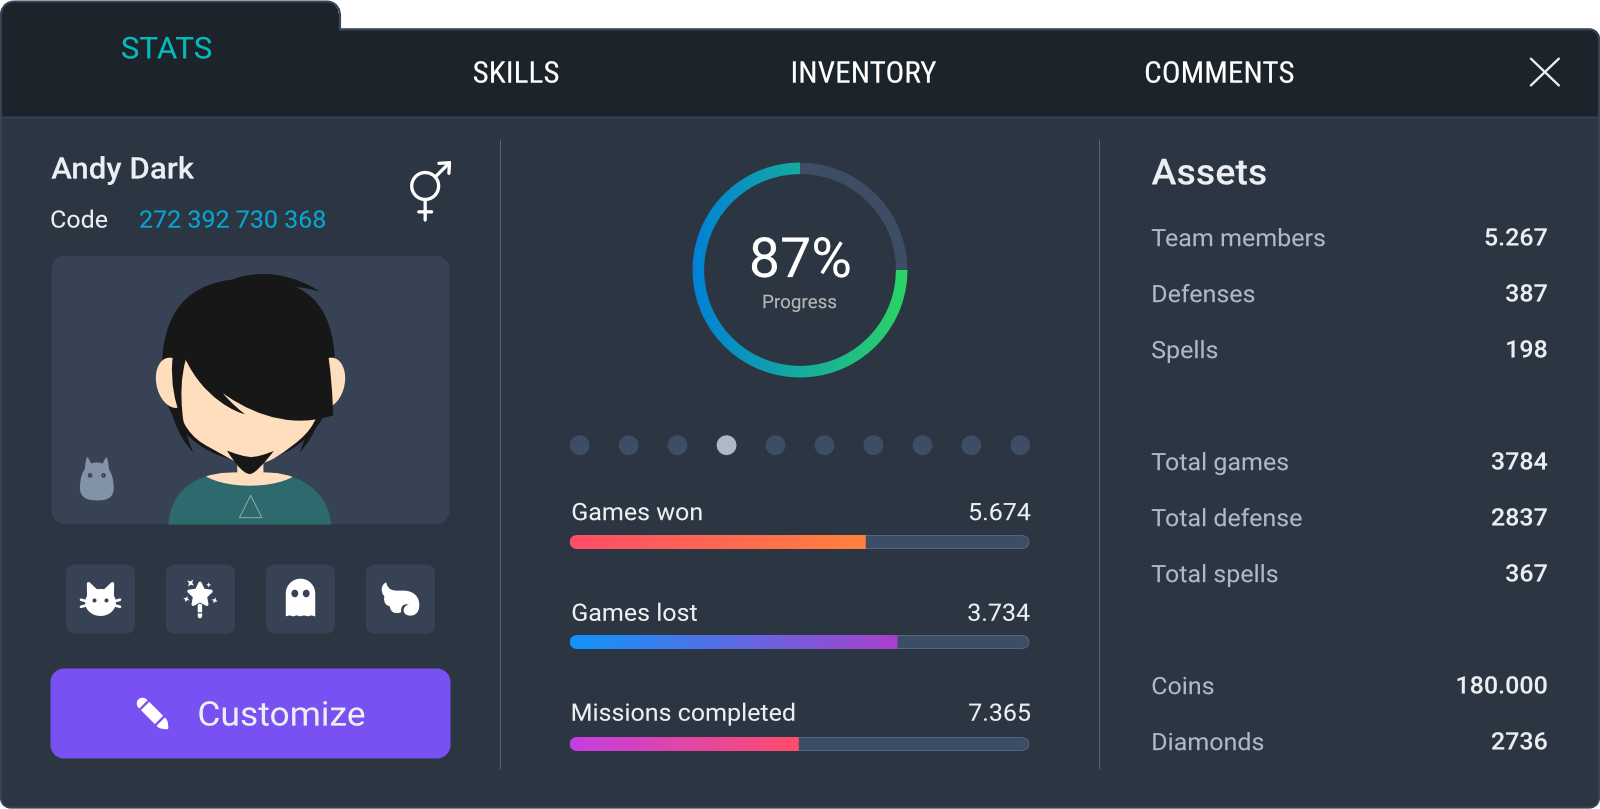 STATS
SKILLS
INVENTORY
COMMENTS
Andy Dark
Code 272 392 730 368
Customize
87%
Progress
Games won 5.674
Games lost 3.734
Missions completed 7.365
Assets
Team members 5.267
Defenses 387
Spells 198
Total games 3784
Total defense 2837
Total spells 367
Coins 180.000
Diamonds 2736